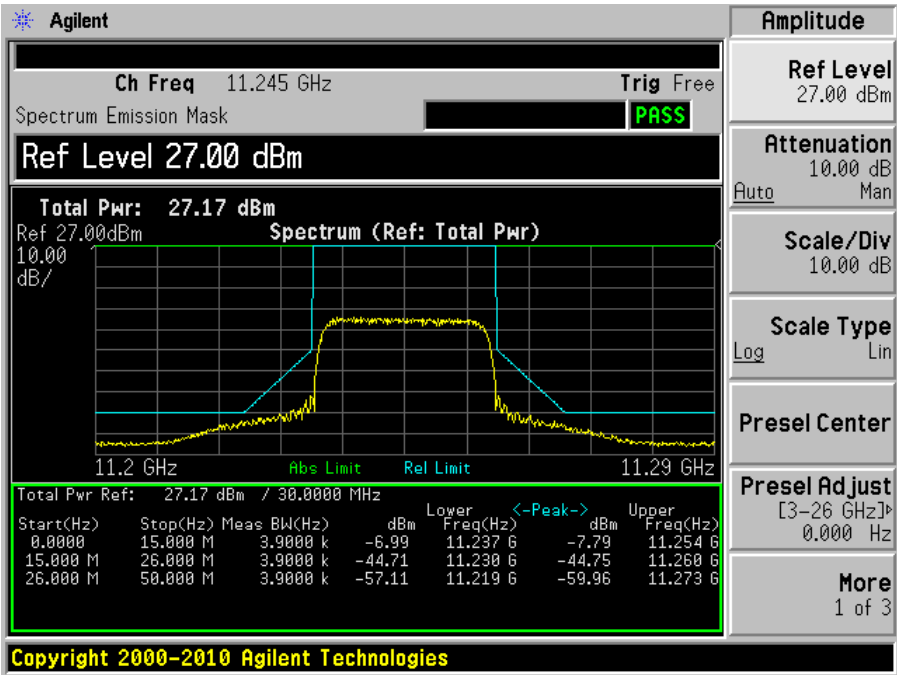 Agilent
Ch Freq 11.245 GHz Trig Free
Spectrum Emission Mask PASS
Ref Level 27.00 dBm
Total Pwr: 27.17 dBm
Ref 27.00dBm Spectrum (Ref: Total Pwr)
10.00
dB/
11.2 GHz Abs Limit Rel Limit 11.29 GHz
Total Pwr Ref: 27.17 dBm / 30.0000 MHz
Lower <-Peak-> Upper
Start(Hz) Stop(Hz) Meas BW(Hz) dBm Freq(Hz) dBm Freq(Hz)
0.0000 15.000 M 3.9000 k -6.99 11.237 G -7.79 11.254 G
15.000 M 26.000 M 3.9000 k -44.71 11.230 G -44.75 11.260 G
26.000 M 50.000 M 3.9000 k -57.11 11.219 G -59.96 11.273 G
Copyright 2000-2010 Agilent Technologies
Amplitude
Ref Level
27.00 dBm
Attenuation
10.00 dB
Auto Man
Scale/Div
10.00 dB
Scale Type
Log Lin
Presel Center
Presel Adjust
[3-26 GHz]
0.000 Hz
More
1 of 3